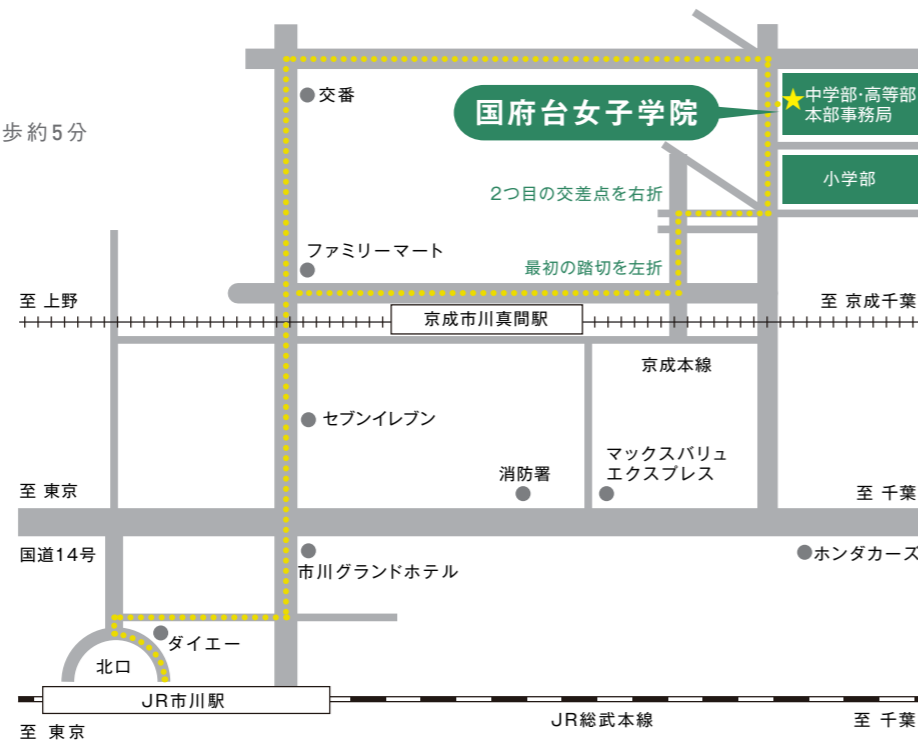 交番
国府台女子学院
中学部・高等部
本部事務局
歩約5分
小学部
2つ目の交差点を右折
ファミリーマート
最初の踏切を左折
至 上野
至 京成千葉
京成市川真間駅
京成本線
セブンイレブン
マックスバリュ
エクスプレス
消防署
至 東京
至 千葉
国道14号
ホンダカーズ
市川グランドホテル
ダイエー
北口
JR市川駅
JR総武本線
至 東京
至 千葉